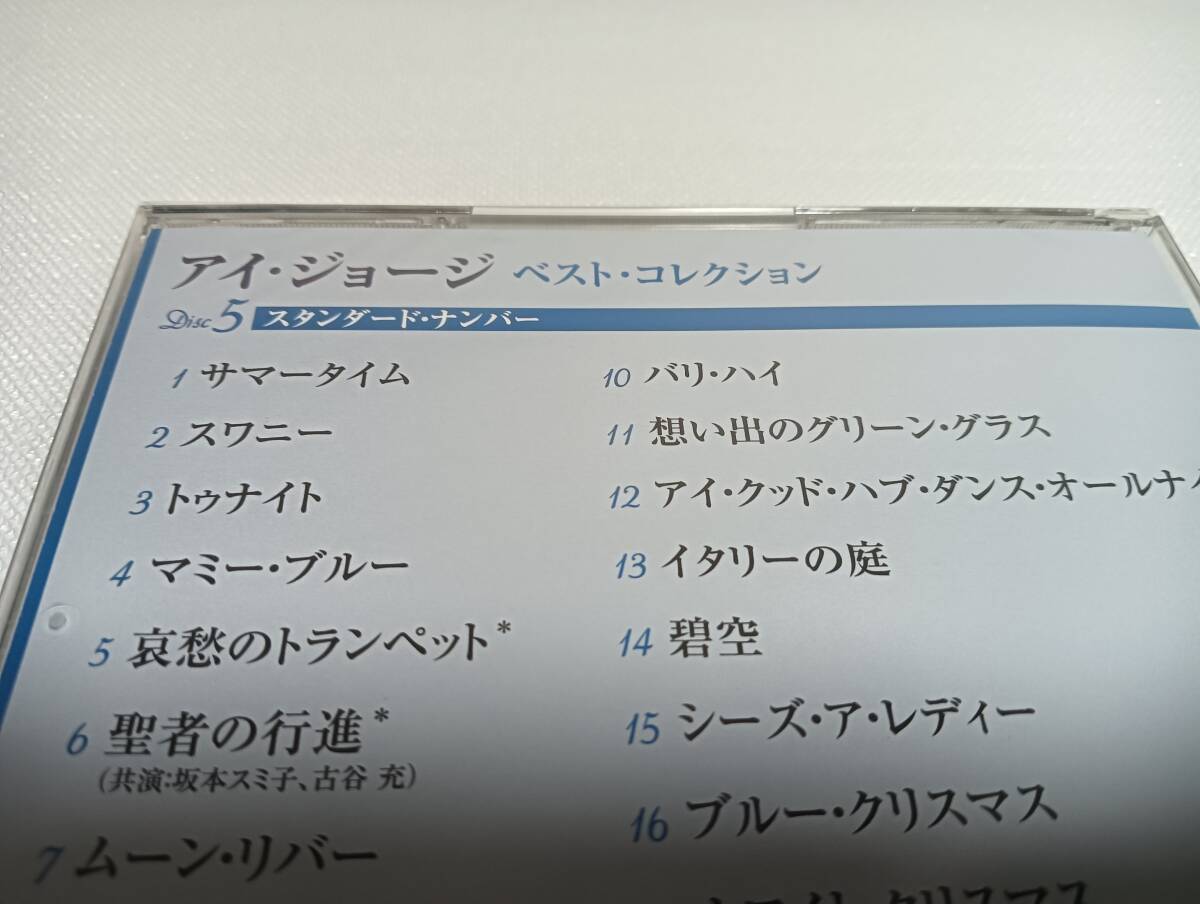 アイ・ジョージ ベスト・コレクション
Disc 5 スタンダード・ナンバー
1 サマータイム
2 スワニー
3 トゥナイト
4 マミー・ブルー
5 哀愁のトランペット*
6 聖者の行進*
(共演:坂本スミ子、古谷 充)
7 ムーン・リバー
10 バリ・ハイ
11 想い出のグリーン・グラス
12 アイ・クッド・ハブ・ダンス・オールナイ
13 イタリーの庭
14 碧空
15 シーズ・ア・レディー
16 ブルー・クリスマス